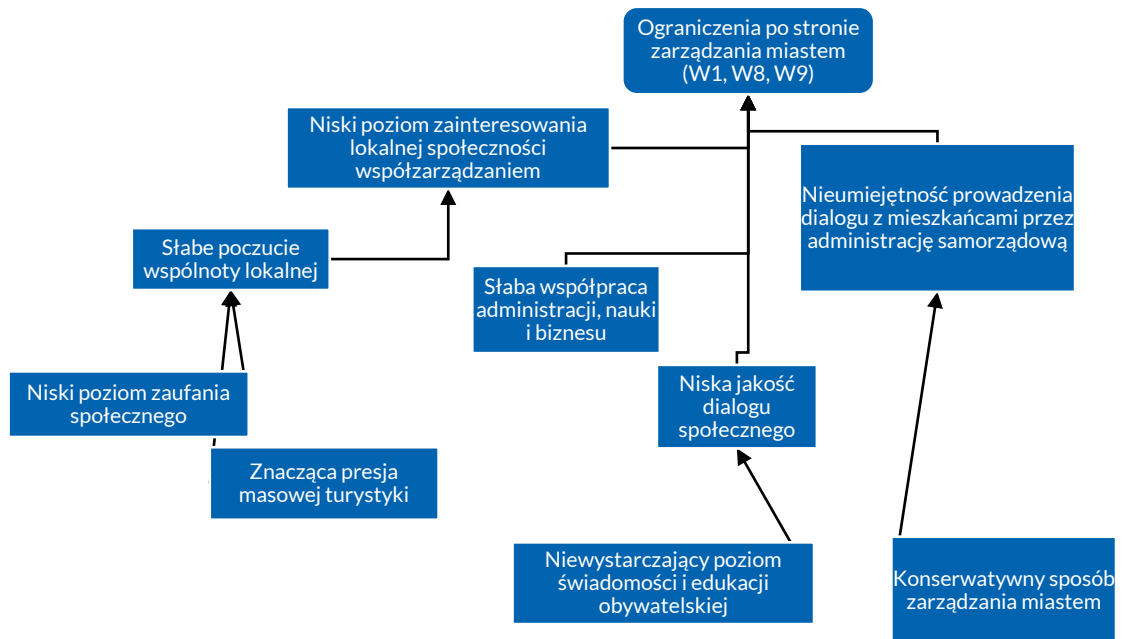 Ograniczenia po stronie
zarządzania miastem
(W1, W8, W9)
Niski poziom zainteresowania
lokalnej społeczności
współzarządzaniem
Nieumiejętność prowadzenia
dialogu z mieszkańcami przez
administrację samorządową
Słabe poczucie
wspólnoty lokalnej
Słaba współpraca
administracji, nauki
i biznesu
Niski poziom zaufania
społecznego
Niska jakość
dialogu
społecznego
Znacząca presja
masowej turystyki
Niewystarczający poziom
świadomości i edukacji
obywatelskiej
Konserwatywny sposób
zarządzania miastem